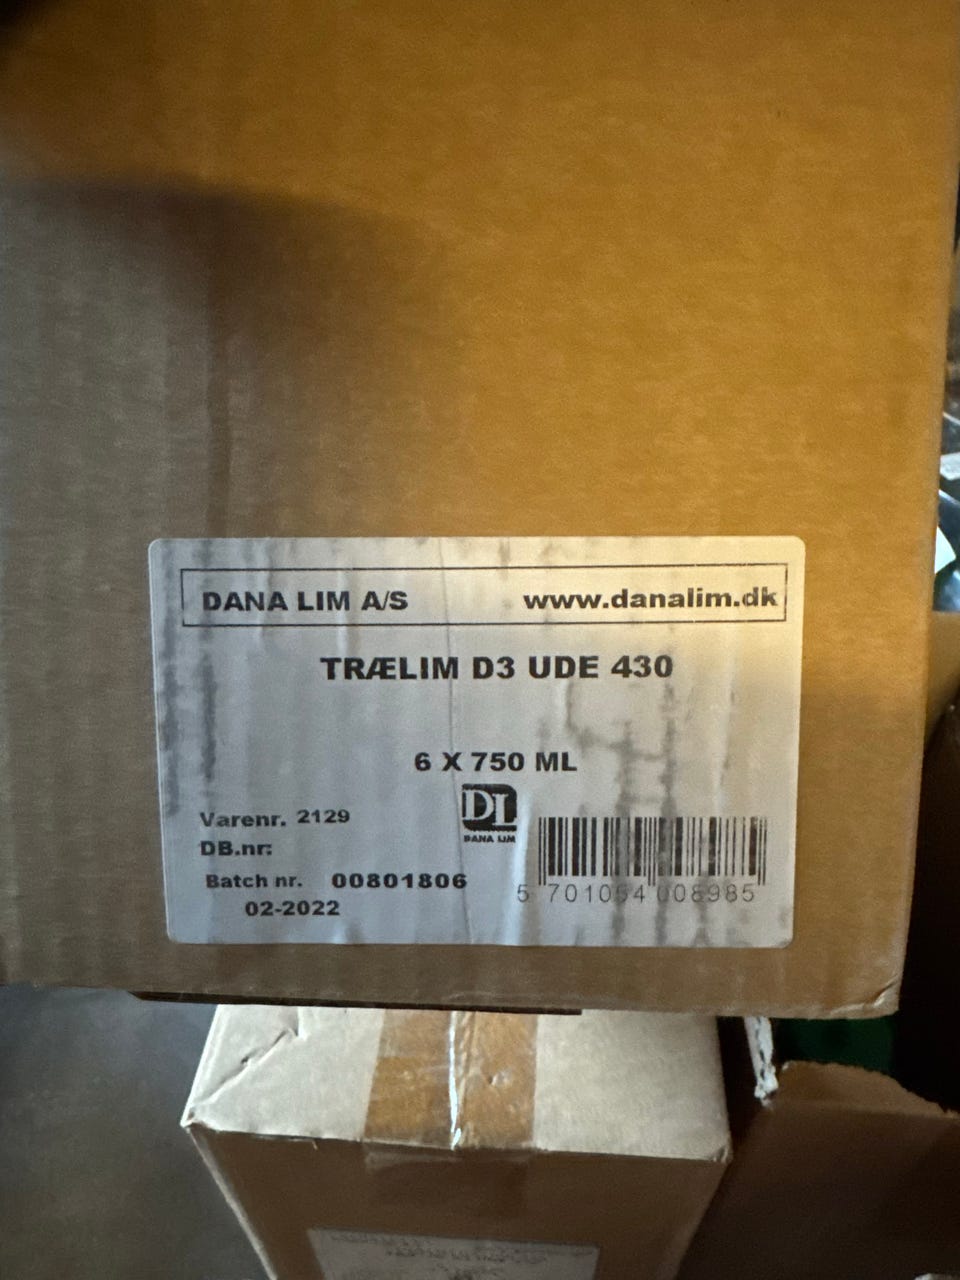 DANA LIM A/S www.danalim.dk
TRÆLIM D3 UDE 430
6 X 750 ML
DL
DANA LIM
Varenr. 2129
DB.nr:
Batch nr. 00801806
02-2022
5 701054 008985